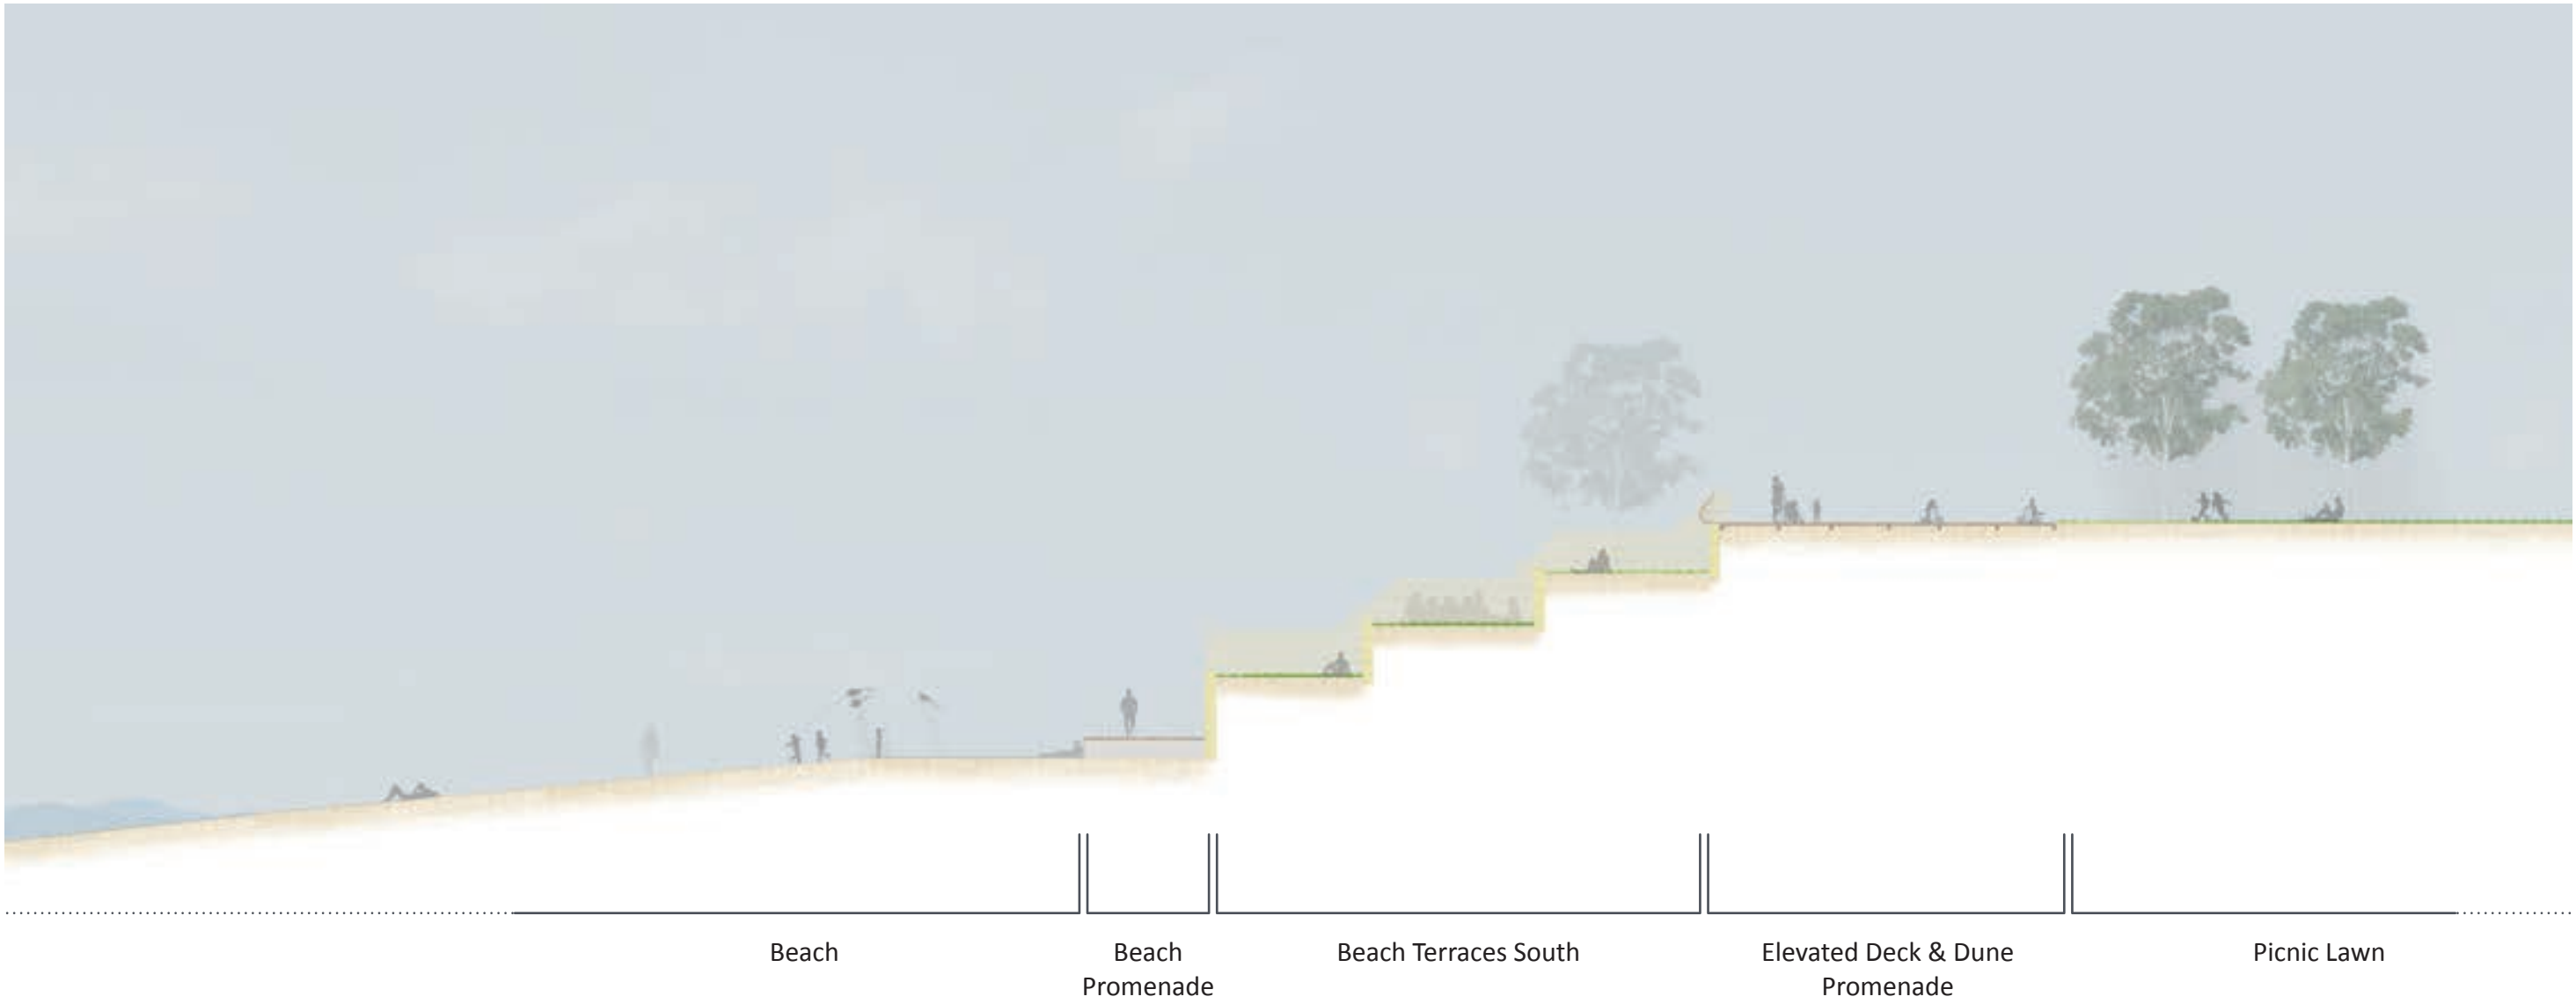 Beach
Beach
Promenade
Beach Terraces South
Elevated Deck & Dune
Promenade
Picnic Lawn